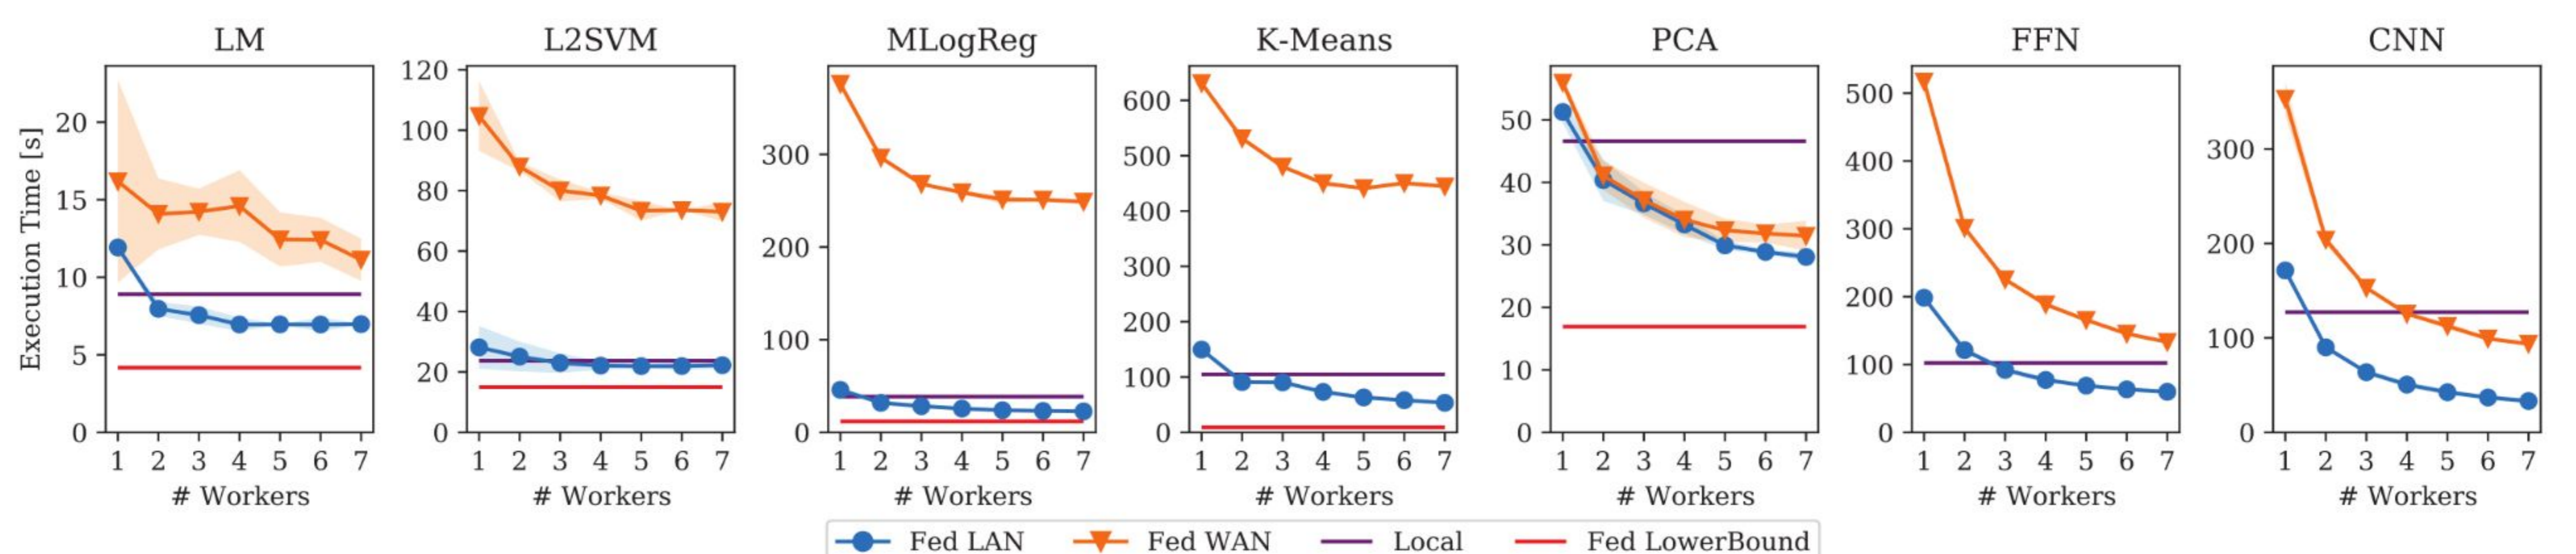 LM L2SVM MLogReg K-Means PCA FFN CNN
Execution Time [s]
20 15 10 5 0
120 100 80 60 40 20 0
300 200 100 0
600 500 400 300 200 100 0
50 40 30 20 10 0
500 400 300 200 100 0
300 200 100 0
1 2 3 4 5 6 7 1 2 3 4 5 6 7 1 2 3 4 5 6 7 1 2 3 4 5 6 7 1 2 3 4 5 6 7 1 2 3 4 5 6 7 1 2 3 4 5 6 7
# Workers # Workers # Workers # Workers # Workers # Workers # Workers
Fed LAN Fed WAN Local Fed LowerBound